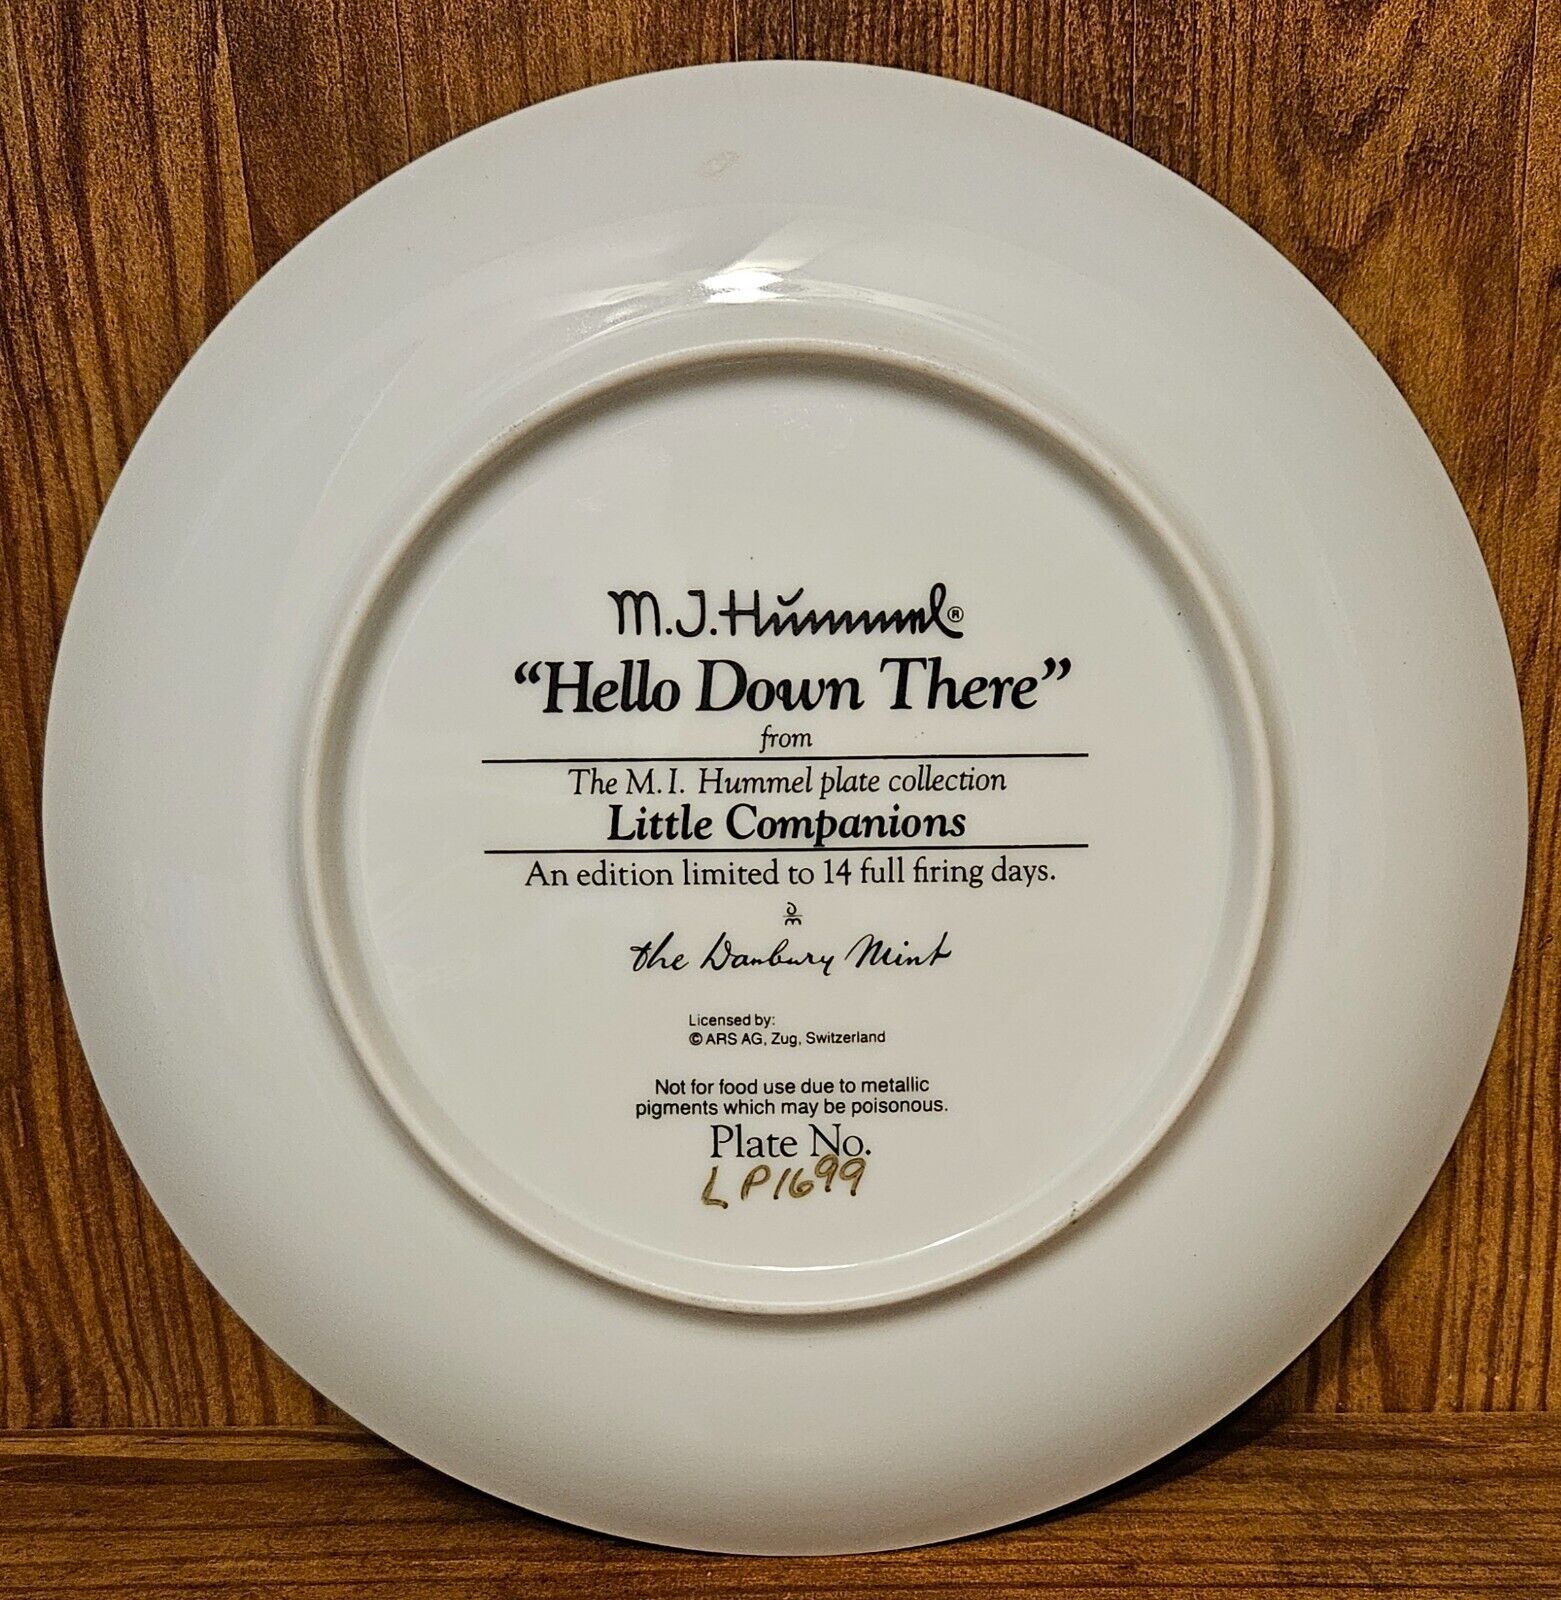 M.J.Hummel®
“Hello Down There”
from
The M.I. Hummel plate collection
Little Companions
An edition limited to 14 full firing days.
The Danbury Mint
Licensed by:
© ARS AG, Zug, Switzerland
Not for food use due to metallic
pigments which may be poisonous.
Plate No.
LP1699